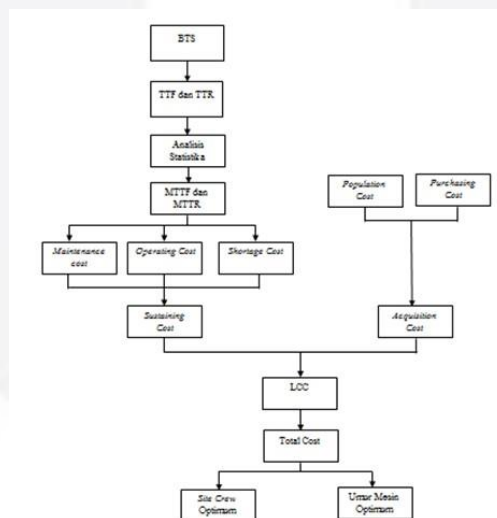 BTS
TTF dan TTR
Analisis
Statistika
MTTF dan
MTTR
Population
Cost
Purchasing
Cost
Maintenance
cost
Operating Cost
Shortage Cost
Sustaining
Cost
Acquisition
Cost
LCC
Total Cost
Site Crew
Optimum
Umur Mesin
Optimum